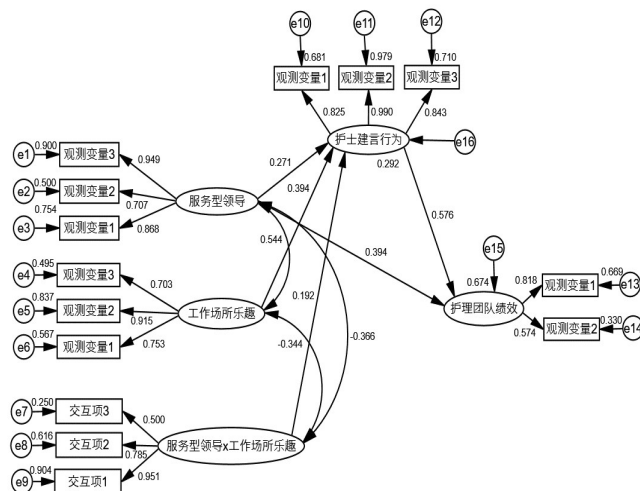 e10
e11
e12
0.681
0.979
0.710
观测变量1
观测变量2
观测变量3
0.825
0.990
0.843
护士建言行为
e16
0.292
e1
0.900
观测变量3
0.949
e2
0.500
观测变量2
0.707
e3
0.754
观测变量1
0.868
服务型领导
0.271
0.394
0.544
0.576
0.394
e4
0.495
观测变量3
0.703
e5
0.837
观测变量2
0.915
e6
0.567
观测变量1
0.753
工作场所乐趣
0.192
-0.344
-0.366
e15
0.674
护理团队绩效
0.818
观测变量1
0.669
e13
0.574
观测变量2
0.330
e14
e7
0.250
交互项3
0.500
e8
0.616
交互项2
0.785
e9
0.904
交互项1
0.951
服务型领导x工作场所乐趣